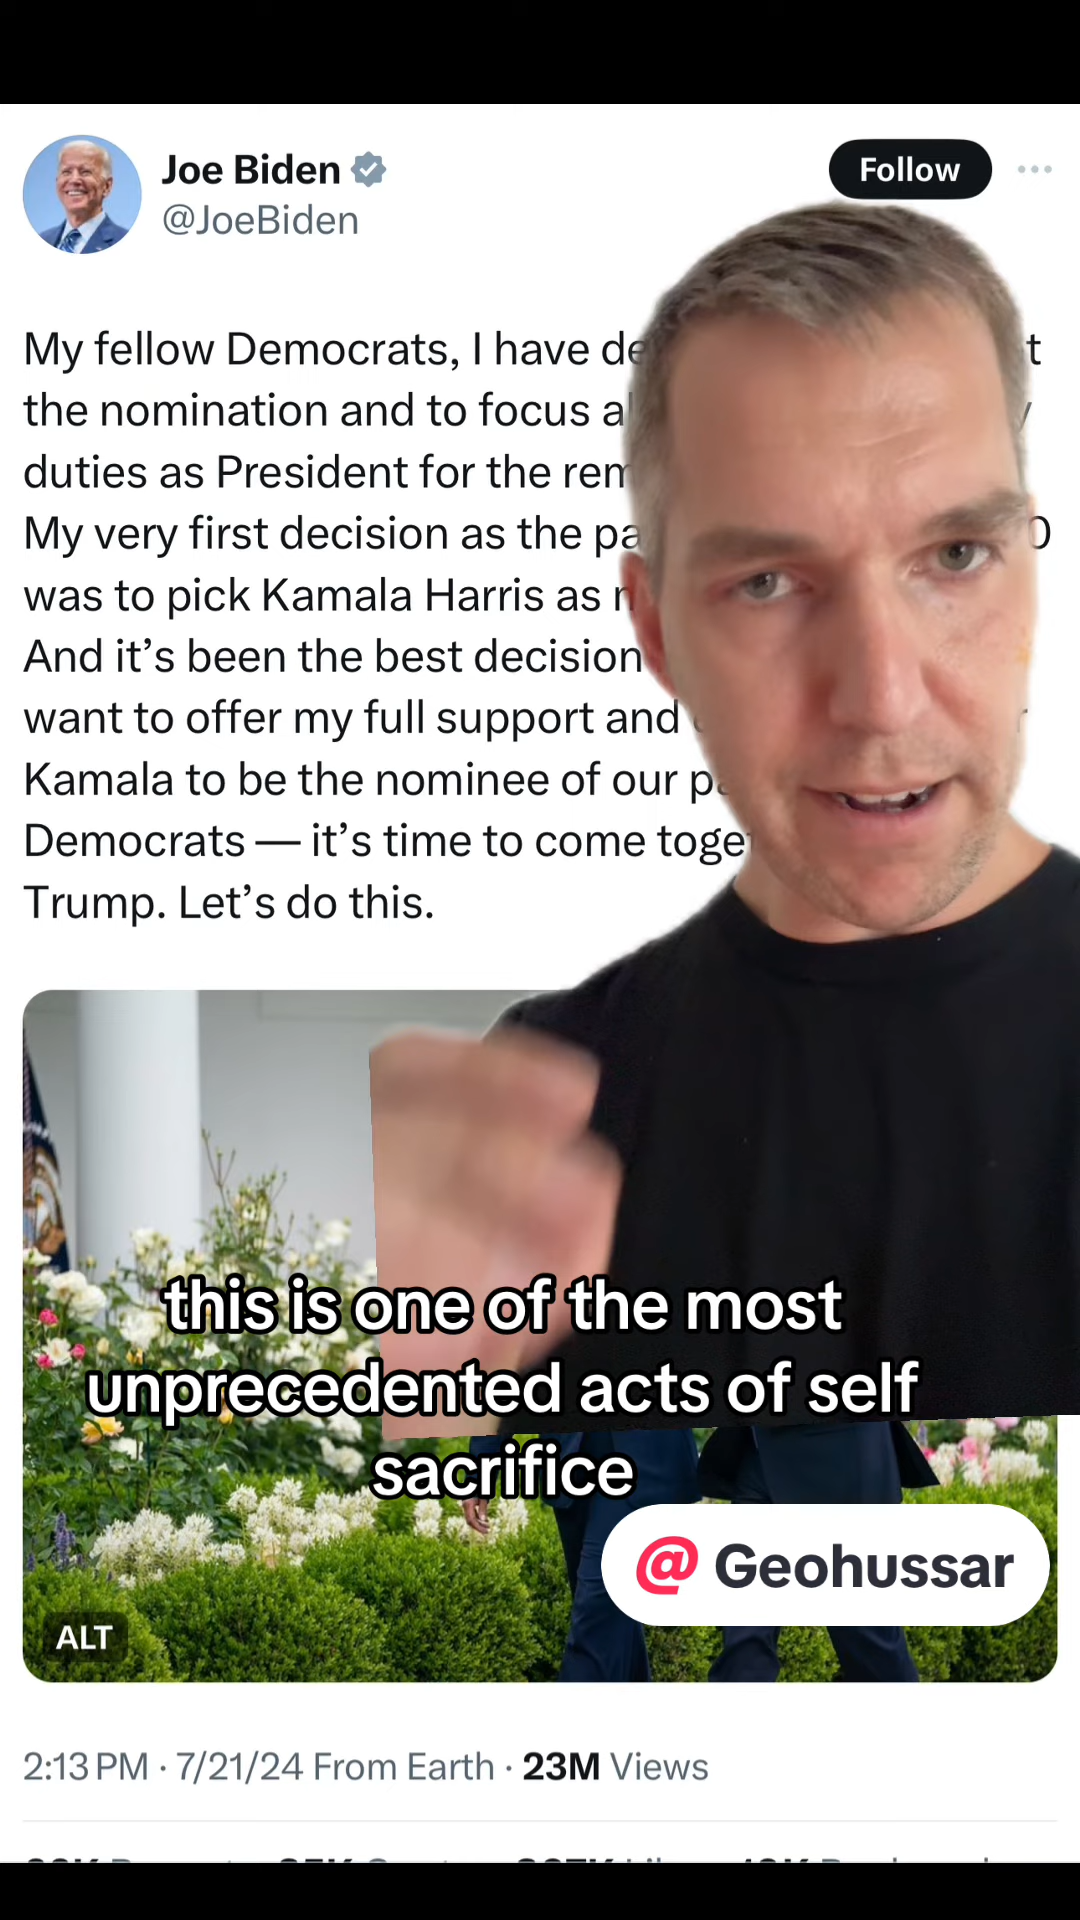 Joe Biden
Follow
@JoeBiden
My fellow Democrats, I have
the nomination and to focus
duties as President for the
My very first decision as the
was to pick Kamala Harris as
And it's been the best decision
want to offer my full support and
Kamala to be the nominee of our
Democrats — it's time to come
Trump. Let's do this.
this is one of the most
unprecedented acts of self
sacrifice
@ Geohussar
ALT
2:13 PM · 7/21/24 From Earth · 23M Views